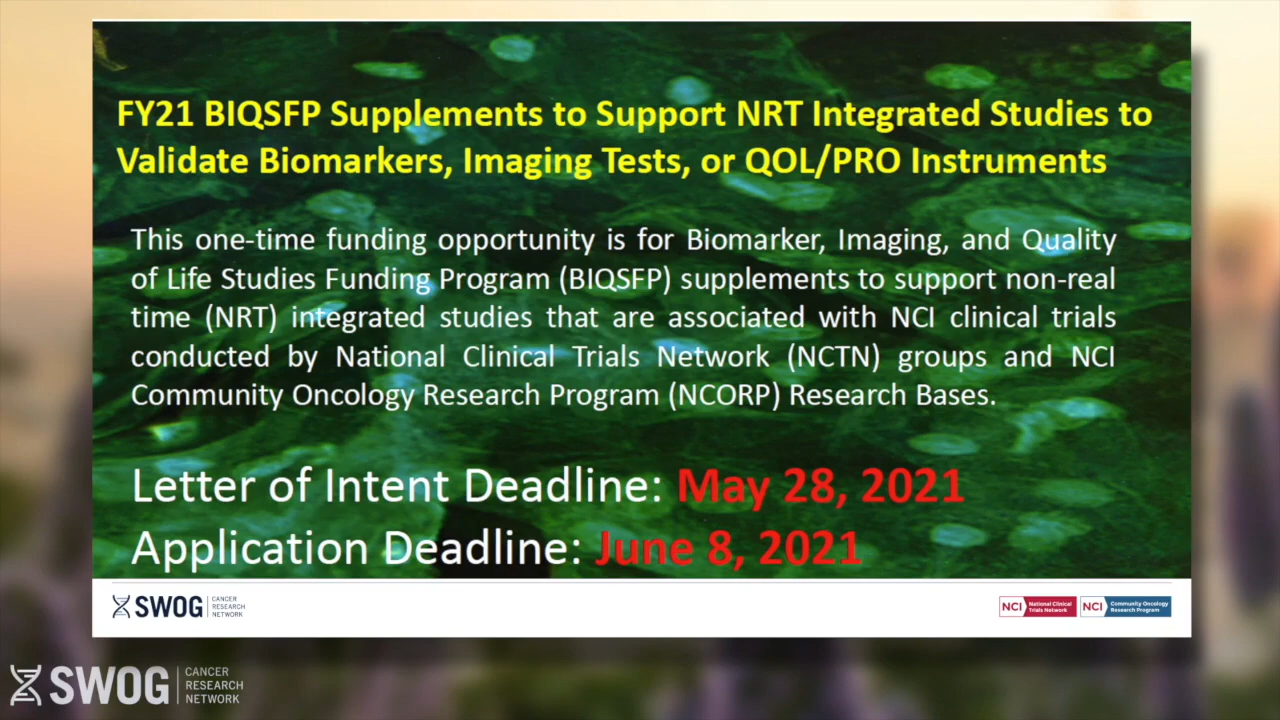 FY21 BIQSFP Supplements to Support NRT Integrated Studies to
Validate Biomarkers, Imaging Tests, or QOL/PRO Instruments
This one-time funding opportunity is for Biomarker, Imaging, and Quality
of Life Studies Funding Program (BIQSFP) supplements to support non-real
time (NRT) integrated studies that are associated with NCI clinical trials
conducted by National Clinical Trials Network (NCTN) groups and NCI
Community Oncology Research Program (NCORP) Research Bases.
Letter of Intent Deadline: May 28, 2021
Application Deadline: June 8, 2021
SWOG
CANCER
RESEARCH
NETWORK
NCI
National Clinical
Trials Network
NCI
Community Oncology
Research Program
SWOG
CANCER
RESEARCH
NETWORK